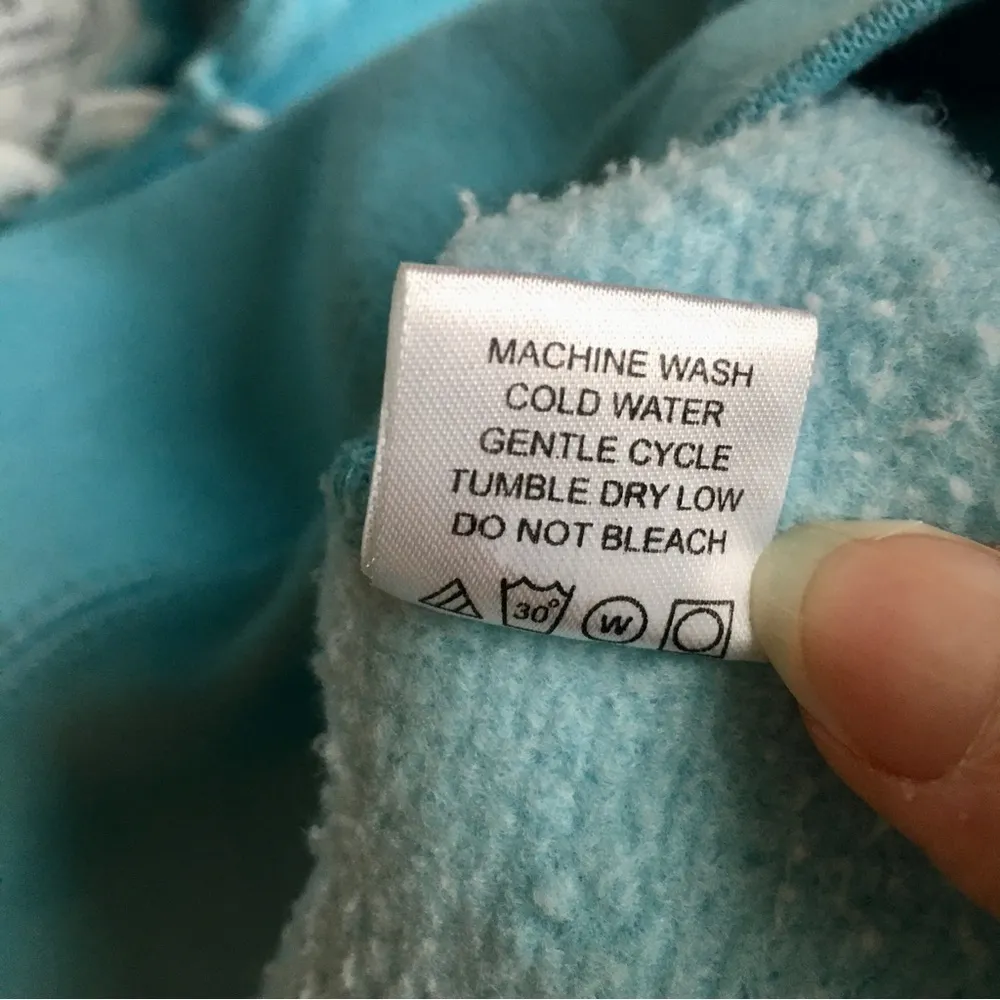 MACHINE WASH
COLD WATER
GENTLE CYCLE
TUMBLE DRY LOW
DO NOT BLEACH
30° W